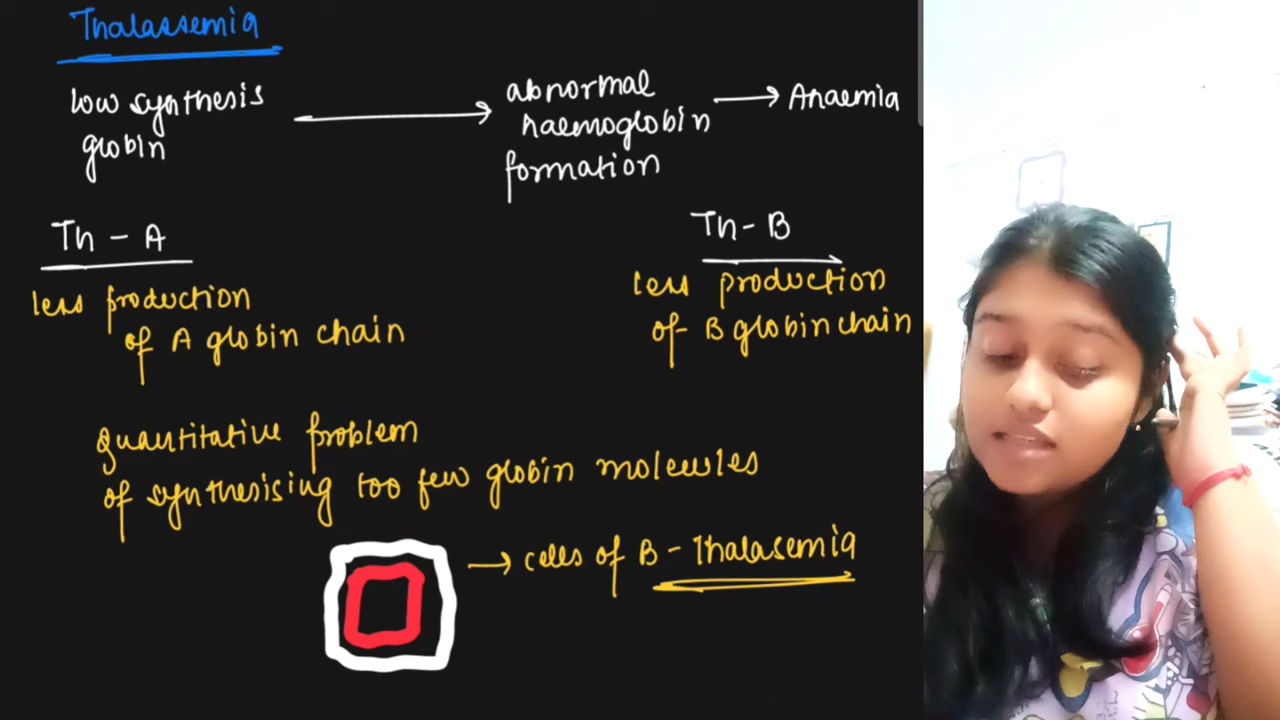 Thalassemia
low synthesis
globin
abnormal
haemoglobin
formation
Anaemia
Th - A
less production
of A globin chain
Th - B
less production
of B globin chain
quantitative problem
of synthesising too few globin molecules
cells of B - Thalasemia